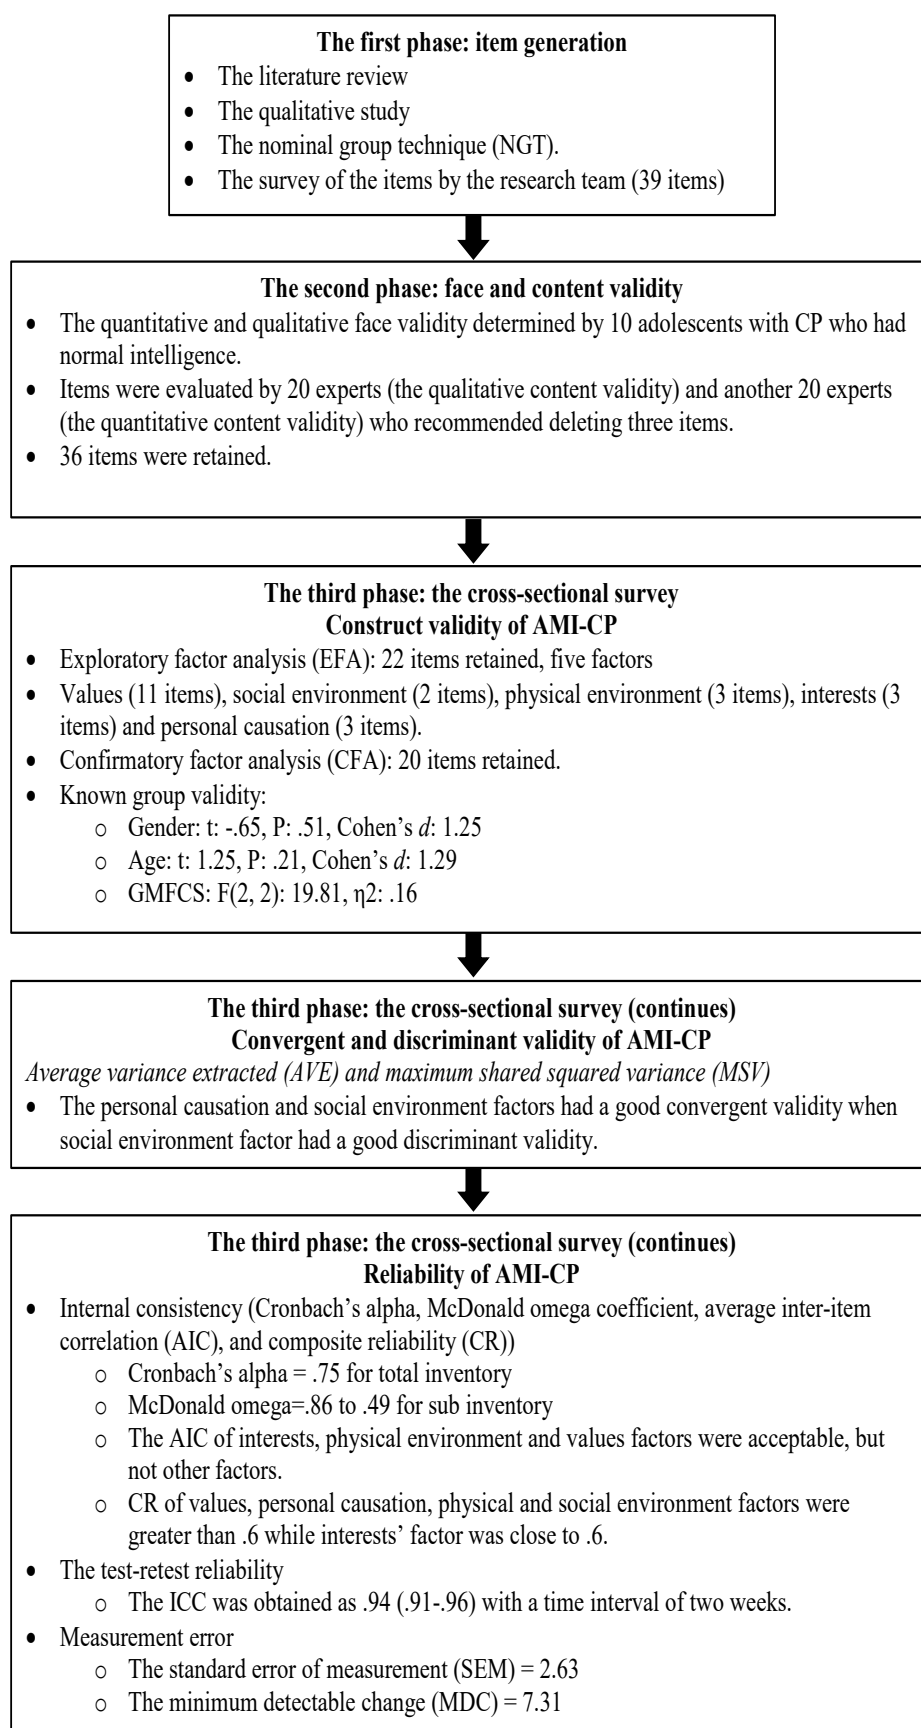 The first phase: item generation
• The literature review
• The qualitative study
• The nominal group technique (NGT).
• The survey of the items by the research team (39 items)
The second phase: face and content validity
• The quantitative and qualitative face validity determined by 10 adolescents with CP who had
normal intelligence.
• Items were evaluated by 20 experts (the qualitative content validity) and another 20 experts
(the quantitative content validity) who recommended deleting three items.
• 36 items were retained.
The third phase: the cross-sectional survey
Construct validity of AMI-CP
• Exploratory factor analysis (EFA): 22 items retained, five factors
• Values (11 items), social environment (2 items), physical environment (3 items), interests (3
items) and personal causation (3 items).
• Confirmatory factor analysis (CFA): 20 items retained.
• Known group validity:
o Gender: t: -.65, P: .51, Cohen's d: 1.25
o Age: t: 1.25, P: .21, Cohen's d: 1.29
o GMFCS: F(2, 2): 19.81, η2: .16
The third phase: the cross-sectional survey (continues)
Convergent and discriminant validity of AMI-CP
Average variance extracted (AVE) and maximum shared squared variance (MSV)
• The personal causation and social environment factors had a good convergent validity when
social environment factor had a good discriminant validity.
The third phase: the cross-sectional survey (continues)
Reliability of AMI-CP
• Internal consistency (Cronbach's alpha, McDonald omega coefficient, average inter-item
correlation (AIC), and composite reliability (CR))
o Cronbach's alpha = .75 for total inventory
o McDonald omega=.86 to .49 for sub inventory
o The AIC of interests, physical environment and values factors were acceptable, but
not other factors.
o CR of values, personal causation, physical and social environment factors were
greater than .6 while interests' factor was close to .6.
• The test-retest reliability
o The ICC was obtained as .94 (.91-.96) with a time interval of two weeks.
• Measurement error
o The standard error of measurement (SEM) = 2.63
o The minimum detectable change (MDC) = 7.31